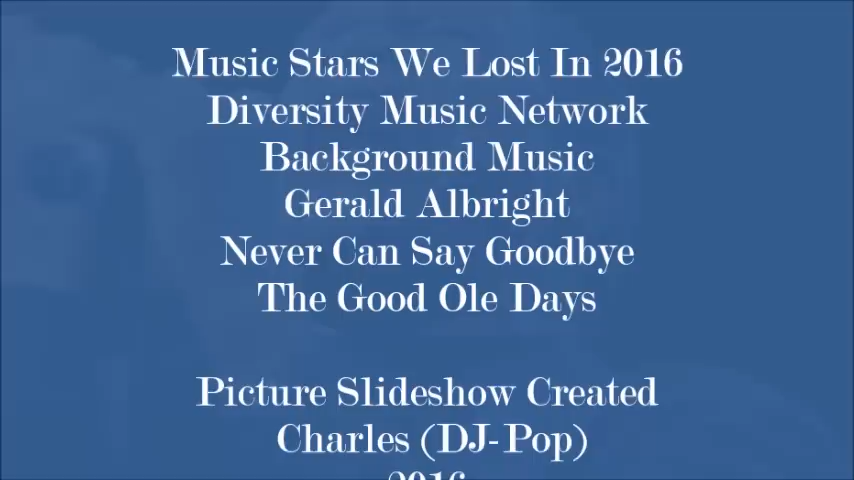 Music Stars We Lost In 2016
Diversity Music Network
Background Music
Gerald Albright
Never Can Say Goodbye
The Good Ole Days
Picture Slideshow Created
Charles (DJ-Pop)
2016